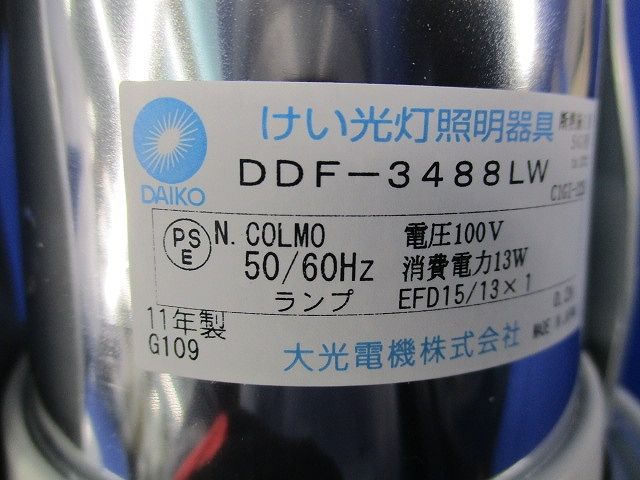 けい光灯照明器具
DAIKO
DDF-3488LW
PS
E
N. COLMO
50/60Hz
ランプ
電圧100V
消費電力13W
EFD15/13×1
11年製
G109
大光電機株式会社